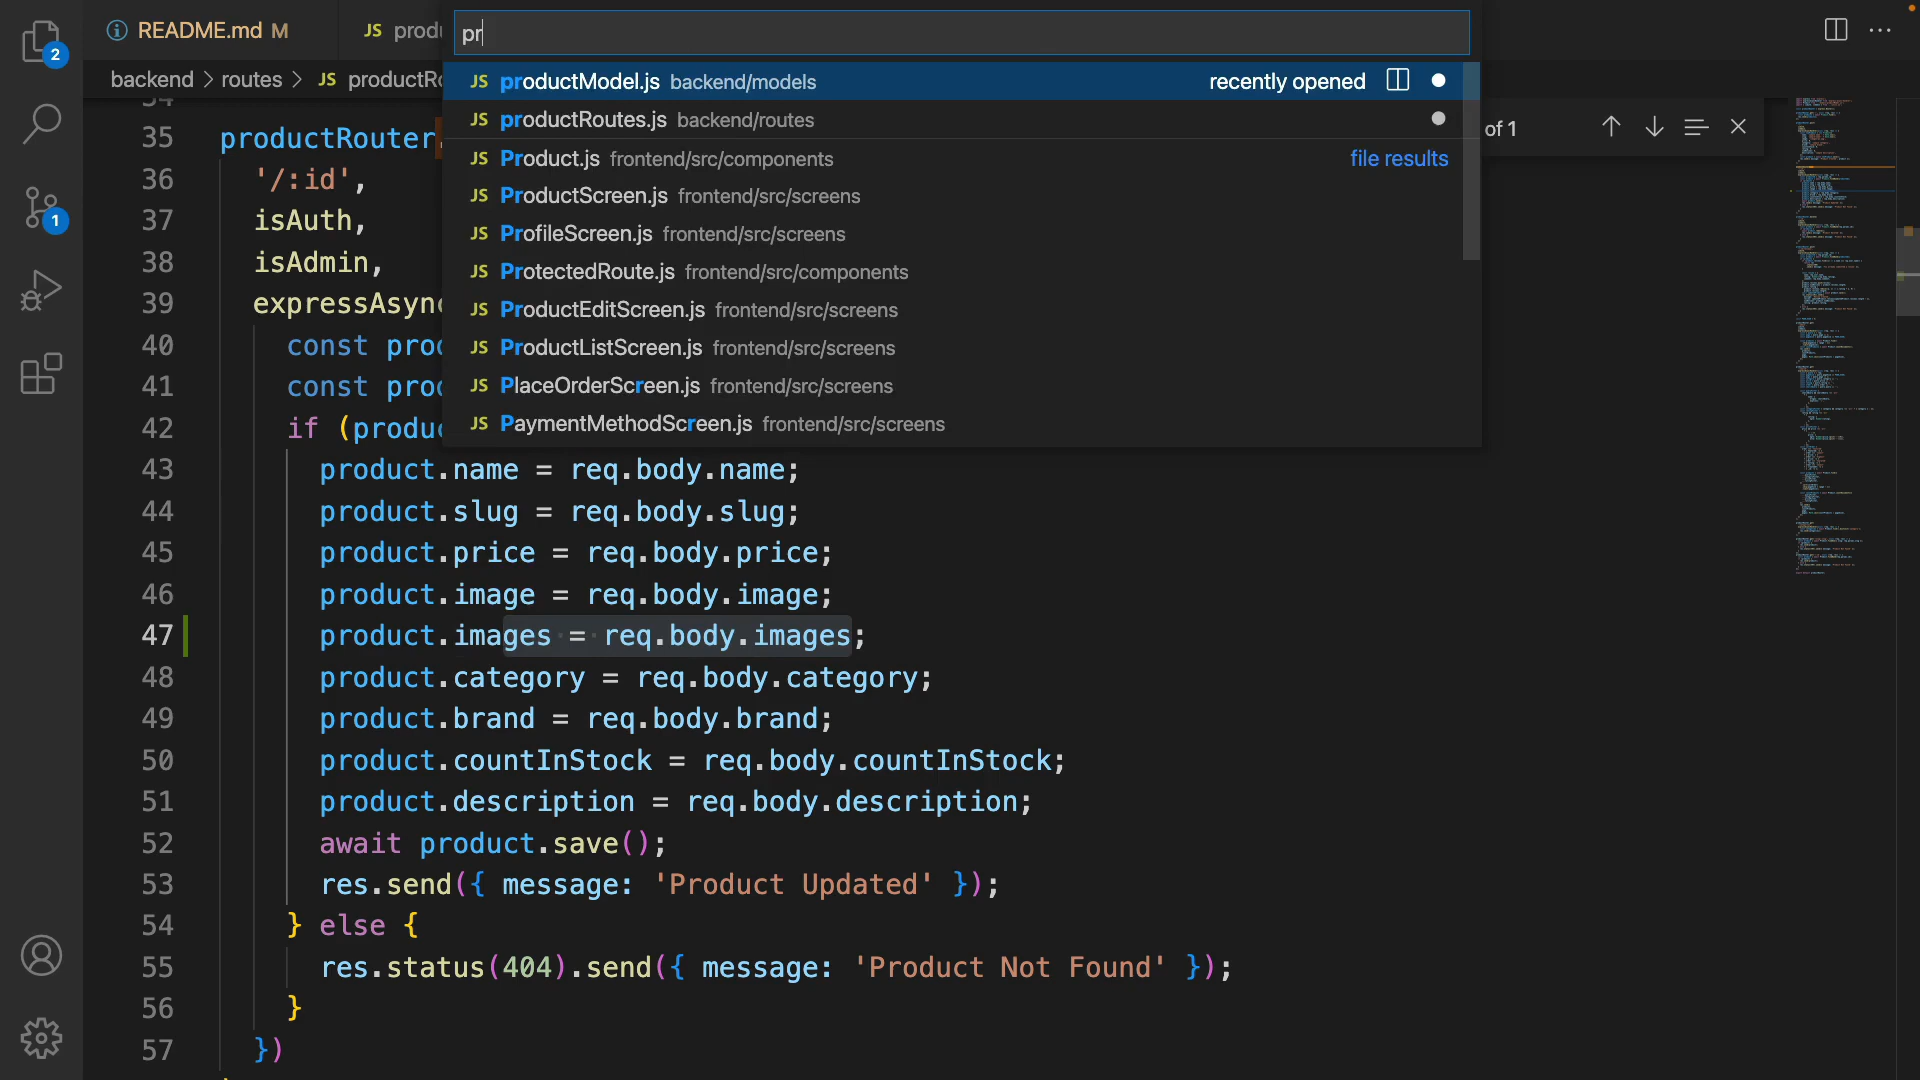 README.md M
JS produ
pr
backend > routes > JS productRo
JS productModel.js backend/models recently opened
JS productRoutes.js backend/routes
JS Product.js frontend/src/components file results
JS ProductScreen.js frontend/src/screens
JS ProfileScreen.js frontend/src/screens
JS ProtectedRoute.js frontend/src/components
JS ProductEditScreen.js frontend/src/screens
JS ProductListScreen.js frontend/src/screens
JS PlaceOrderScreen.js frontend/src/screens
JS PaymentMethodScreen.js frontend/src/screens
of 1
2
1
34
35 productRouter.
36 '/:id',
37 isAuth,
38 isAdmin,
39 expressAsync
40 const prod
41 const prod
42 if (produc
43 product.name = req.body.name;
44 product.slug = req.body.slug;
45 product.price = req.body.price;
46 product.image = req.body.image;
47 product.images = req.body.images;
48 product.category = req.body.category;
49 product.brand = req.body.brand;
50 product.countInStock = req.body.countInStock;
51 product.description = req.body.description;
52 await product.save();
53 res.send({ message: 'Product Updated' });
54 } else {
55 res.status(404).send({ message: 'Product Not Found' });
56 }
57 })